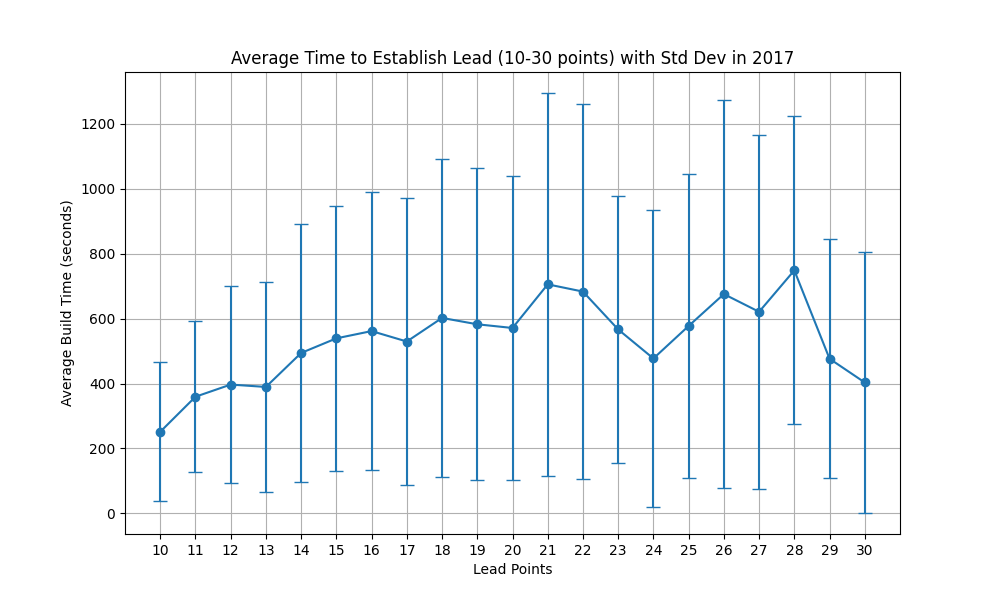 Average Time to Establish Lead (10-30 points) with Std Dev in 2017
Average Build Time (seconds)
1200
1000
800
600
400
200
0
10 11 12 13 14 15 16 17 18 19 20 21 22 23 24 25 26 27 28 29 30
Lead Points